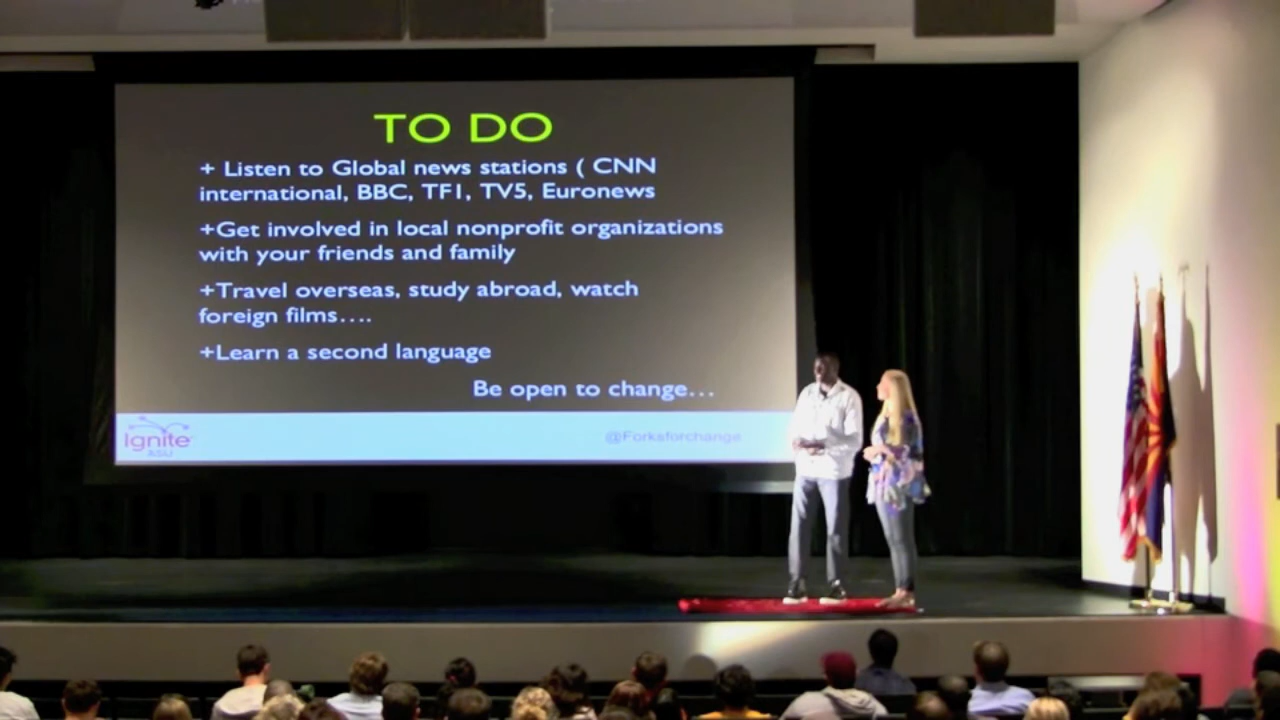 TO DO
+ Listen to Global news stations ( CNN
international, BBC, TF1, TV5, Euronews
+Get involved in local nonprofit organizations
with your friends and family
+Travel overseas, study abroad, watch
foreign films....
+Learn a second language
Be open to change...
Ignite
ASU
@Forksforchange